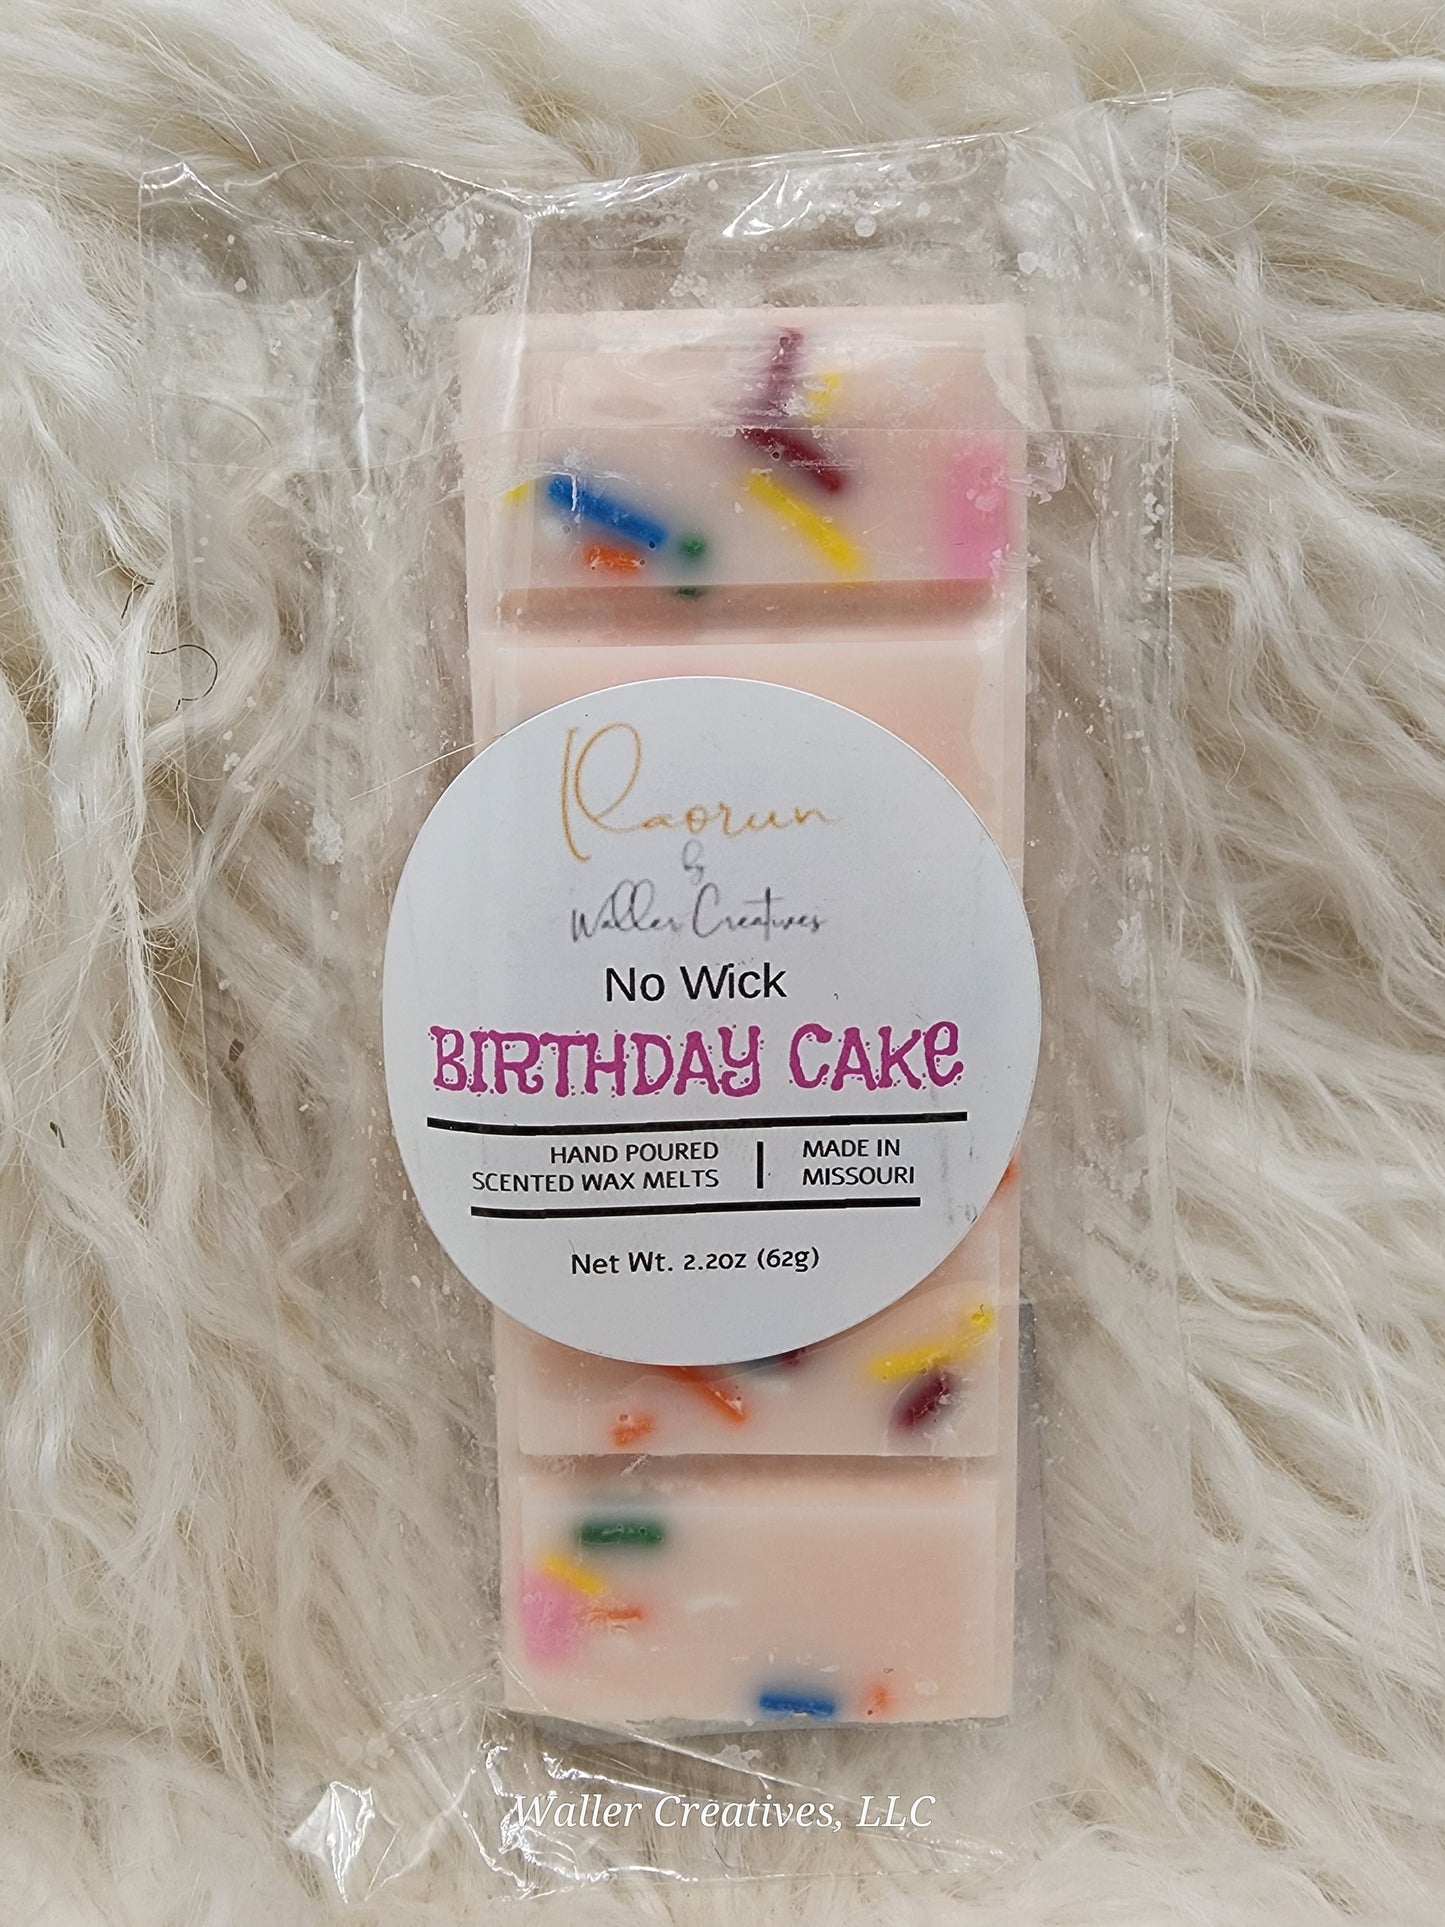 Raorun
by
Waller Creatives
No Wick
BIRTHDAY CAKE
HAND POURED
SCENTED WAX MELTS
MADE IN
MISSOURI
Net Wt. 2.2oz (62g)
Waller Creatives, LLC